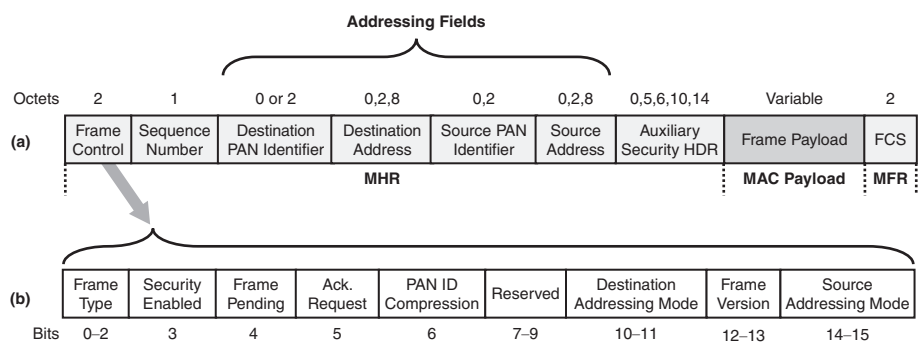 Addressing Fields
Octets 2 1 0 or 2 0,2,8 0,2 0,2,8 0,5,6,10,14 Variable 2
(a) Frame Control Sequence Number Destination PAN Identifier Destination Address Source PAN Identifier Source Address Auxiliary Security HDR Frame Payload FCS
MHR MAC Payload MFR
(b) Frame Type Security Enabled Frame Pending Ack. Request PAN ID Compression Reserved Destination Addressing Mode Frame Version Source Addressing Mode
Bits 0–2 3 4 5 6 7–9 10–11 12–13 14–15